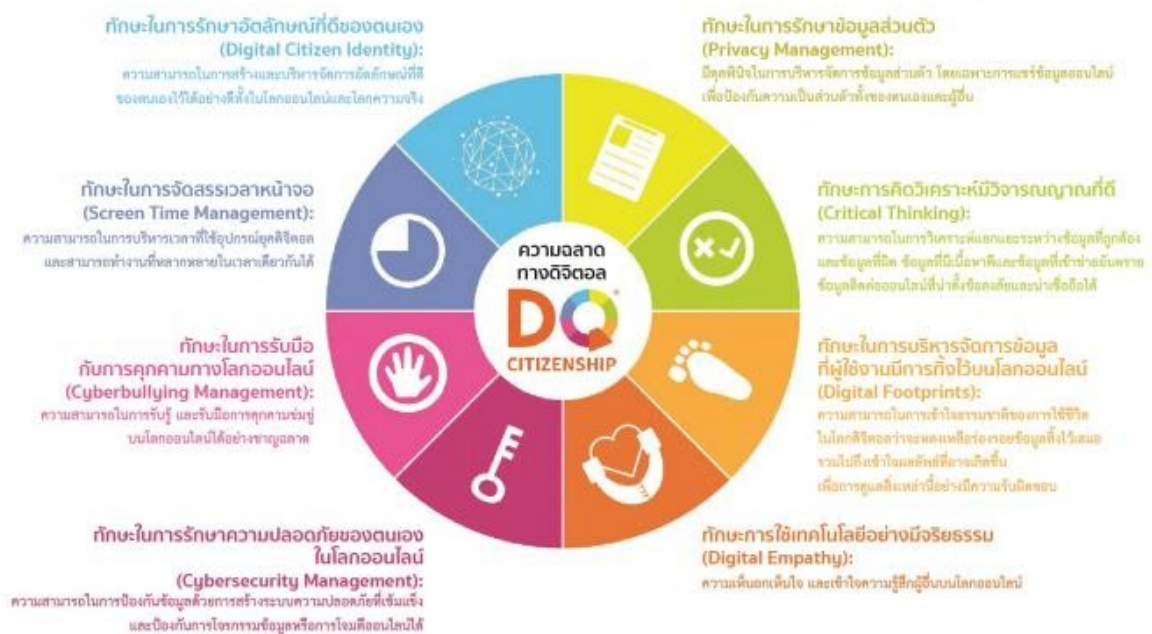 ทักษะในการรักษาอัตลักษณ์ที่ดีของตนเอง
(Digital Citizen Identity):
ความสามารถในการสร้างและบริหารจัดการอัตลักษณ์ที่ดี
ของตนเองไว้ได้อย่างดีทั้งในโลกออนไลน์และโลกความจริง
ทักษะในการรักษาข้อมูลส่วนตัว
(Privacy Management):
มีดุลพินิจในการบริหารจัดการข้อมูลส่วนตัว โดยเฉพาะการแชร์ข้อมูลออนไลน์
เพื่อป้องกันความเป็นส่วนตัวทั้งของตนเองและผู้อื่น
ทักษะในการจัดสรรเวลาหน้าจอ
(Screen Time Management):
ความสามารถในการบริหารเวลาที่ใช้อุปกรณ์ยุคดิจิตอล
และสามารถทำงานที่หลากหลายในเวลาเดียวกันได้
ทักษะการคิดวิเคราะห์มีวิจารณญาณที่ดี
(Critical Thinking):
ความสามารถในการวิเคราะห์แยกแยะระหว่างข้อมูลที่ถูกต้อง
และข้อมูลที่ผิด ข้อมูลที่มีเนื้อหาดีและข้อมูลที่เข้าข่ายอันตราย
ข้อมูลติดต่อออนไลน์ที่น่าตั้งข้อสงสัยและน่าเชื่อถือได้
ความฉลาด
ทางดิจิตอล
DQ
CITIZENSHIP
ทักษะในการรับมือ
กับการคุกคามทางโลกออนไลน์
(Cyberbullying Management):
ความสามารถในการรับรู้ และรับมือการคุกคามข่มขู่
บนโลกออนไลน์ได้อย่างชาญฉลาด
ทักษะในการบริหารจัดการข้อมูล
ที่ผู้ใช้งานมีการทิ้งไว้บนโลกออนไลน์
(Digital Footprints):
ความสามารถในการเข้าใจธรรมชาติของการใช้ชีวิต
ในโลกดิจิตอลว่าจะหลงเหลือร่องรอยข้อมูลทิ้งไว้เสมอ
รวมไปถึงเข้าใจผลลัพธ์ที่อาจเกิดขึ้น
เพื่อการดูแลสิ่งเหล่านี้อย่างมีความรับผิดชอบ
ทักษะในการรักษาความปลอดภัยของตนเอง
ในโลกออนไลน์
(Cybersecurity Management):
ความสามารถในการป้องกันข้อมูลด้วยการสร้างระบบความปลอดภัยที่เข้มแข็ง
และป้องกันการโจรกรรมข้อมูลหรือการโจมตีออนไลน์ได้
ทักษะการใช้เทคโนโลยีอย่างมีจริยธรรม
(Digital Empathy):
ความเห็นอกเห็นใจ และเข้าใจความรู้สึกผู้อื่นบนโลกออนไลน์